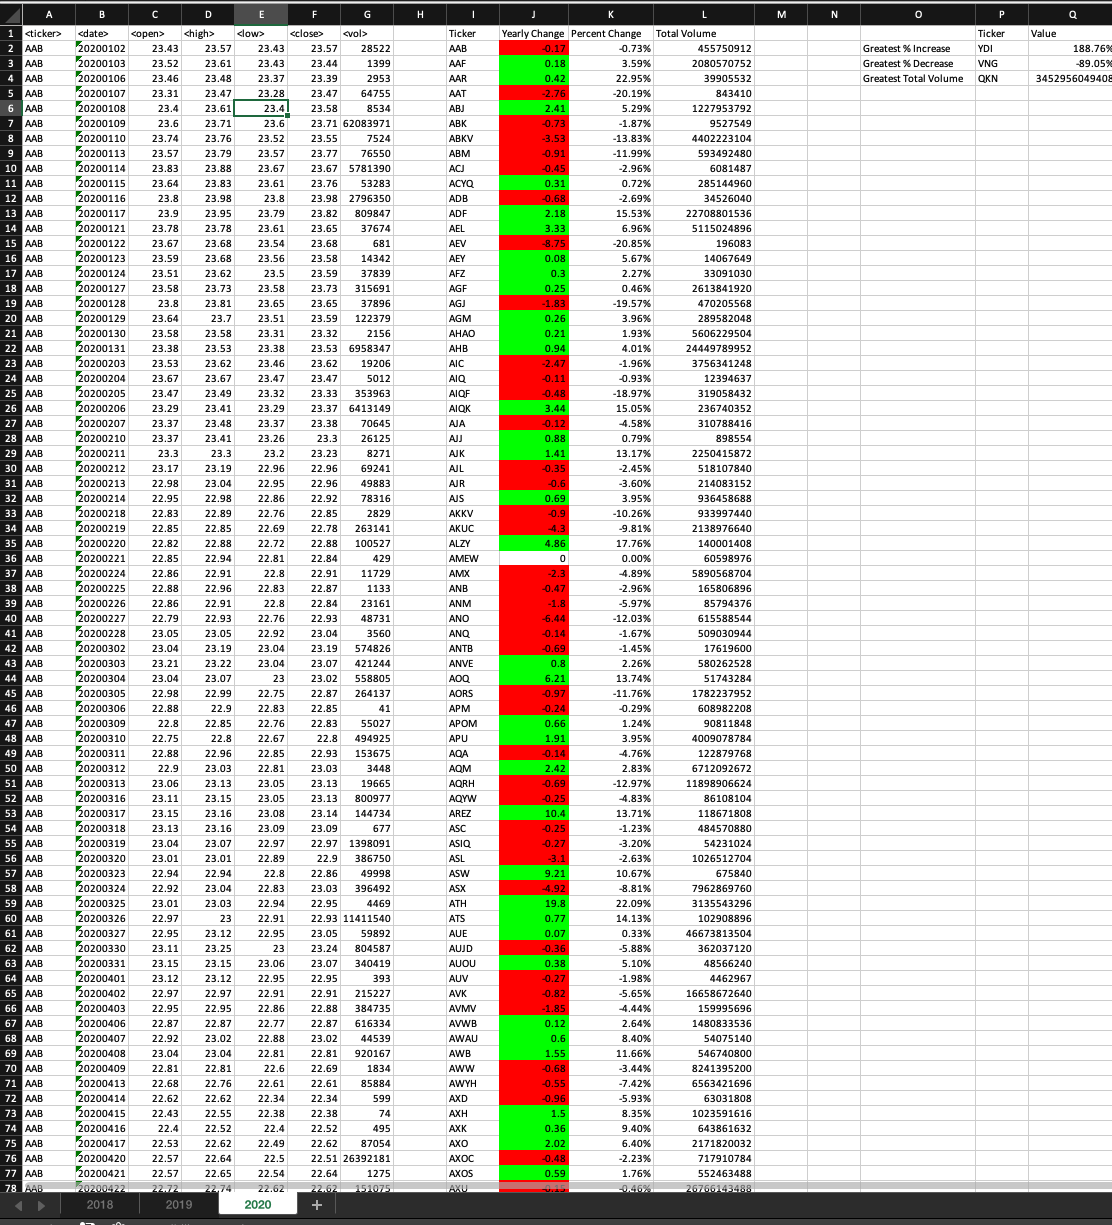 A B C D E F G H I J K L M N O P Q
1 <ticker> <date> <open> <high> <low> <close> <vol> Ticker Yearly Change Percent Change Total Volume Ticker Value
2 AAB 20200102 23.43 23.57 23.43 23.57 28522 AAB -0.17 -0.73% 455750912 Greatest % Increase YDI 188.76%
3 AAB 20200103 23.52 23.61 23.43 23.44 1399 AAF 0.18 3.59% 2080570752 Greatest % Decrease VNG -89.05%
4 AAB 20200106 23.46 23.48 23.37 23.39 2953 AAR 0.42 22.95% 39905532 Greatest Total Volume QKN 3452956049408
5 AAB 20200107 23.31 23.47 23.28 23.47 64755 AAT -2.76 -20.19% 843410
6 AAB 20200108 23.4 23.61 23.4 23.58 8534 ABJ 2.41 5.29% 1227953792
7 AAB 20200109 23.6 23.71 23.6 23.71 62083971 ABK -0.73 -1.87% 9527549
8 AAB 20200110 23.74 23.76 23.52 23.55 7524 ABKV -3.53 -13.83% 4402223104
9 AAB 20200113 23.57 23.79 23.57 23.77 76550 ABM -0.91 -11.99% 593492480
10 AAB 20200114 23.83 23.88 23.67 23.67 5781390 ACJ -0.45 -2.96% 6081487
11 AAB 20200115 23.64 23.83 23.61 23.76 53283 ACYQ 0.31 0.72% 285144960
12 AAB 20200116 23.8 23.98 23.8 23.98 2796350 ADB -0.68 -2.69% 34526040
13 AAB 20200117 23.9 23.95 23.79 23.82 809847 ADF 2.18 15.53% 22708801536
14 AAB 20200121 23.78 23.78 23.61 23.65 37674 AEL 3.33 6.96% 5115024896
15 AAB 20200122 23.67 23.68 23.54 23.68 681 AEV -8.75 -20.85% 196083
16 AAB 20200123 23.59 23.68 23.56 23.58 14342 AEY 0.08 5.67% 14067649
17 AAB 20200124 23.51 23.62 23.5 23.59 37839 AFZ 0.3 2.27% 33091030
18 AAB 20200127 23.58 23.73 23.58 23.73 315691 AGF 0.25 0.46% 2613841920
19 AAB 20200128 23.8 23.81 23.65 23.65 37896 AGJ -1.83 -19.57% 470205568
20 AAB 20200129 23.64 23.7 23.51 23.59 122379 AGM 0.26 3.96% 289582048
21 AAB 20200130 23.58 23.58 23.31 23.32 2156 AHAO 0.21 1.93% 5606229504
22 AAB 20200131 23.38 23.53 23.38 23.53 6958347 AHB 0.94 4.01% 24449789952
23 AAB 20200203 23.53 23.62 23.46 23.62 19206 AIC -2.47 -1.96% 3756341248
24 AAB 20200204 23.67 23.67 23.47 23.47 5012 AIQ -0.11 -0.93% 12394637
25 AAB 20200205 23.47 23.49 23.32 23.33 353963 AIQF -0.48 -18.97% 319058432
26 AAB 20200206 23.29 23.41 23.29 23.37 6413149 AIQK 3.44 15.05% 236740352
27 AAB 20200207 23.37 23.48 23.37 23.38 70645 AJA -0.12 -4.58% 310788416
28 AAB 20200210 23.37 23.41 23.26 23.3 26125 AJJ 0.88 0.79% 898554
29 AAB 20200211 23.3 23.3 23.2 23.23 8271 AJK 1.41 13.17% 2250415872
30 AAB 20200212 23.17 23.19 22.96 22.96 69241 AJL -0.35 -2.45% 518107840
31 AAB 20200213 22.98 23.04 22.95 22.96 49883 AJR -0.6 -3.60% 214083152
32 AAB 20200214 22.95 22.98 22.86 22.92 78316 AJS 0.69 3.95% 936458688
33 AAB 20200218 22.83 22.89 22.76 22.85 2829 AKKV -0.9 -10.26% 933997440
34 AAB 20200219 22.85 22.85 22.69 22.78 263141 AKUC -4.3 -9.81% 2138976640
35 AAB 20200220 22.82 22.88 22.72 22.88 100527 ALZY 4.86 17.76% 140001408
36 AAB 20200221 22.85 22.94 22.81 22.84 429 AMEW 0 0.00% 60598976
37 AAB 20200224 22.86 22.91 22.8 22.91 11729 AMX -2.3 -4.89% 5890568704
38 AAB 20200225 22.88 22.96 22.83 22.87 1133 ANB -0.47 -2.96% 165806896
39 AAB 20200226 22.86 22.91 22.8 22.84 23161 ANM -1.8 -5.97% 85794376
40 AAB 20200227 22.79 22.93 22.76 22.93 48731 ANO -6.44 -12.03% 615588544
41 AAB 20200228 23.05 23.05 22.92 23.04 3560 ANQ -0.14 -1.67% 509030944
42 AAB 20200302 23.04 23.19 23.04 23.19 574826 ANTB -0.69 -1.45% 17619600
43 AAB 20200303 23.21 23.22 23.04 23.07 421244 ANVE 0.8 2.26% 580262528
44 AAB 20200304 23.04 23.07 23 23.02 558805 AOQ 6.21 13.74% 51743284
45 AAB 20200305 22.98 22.99 22.75 22.87 264137 AORS -0.97 -11.76% 1782237952
46 AAB 20200306 22.88 22.9 22.83 22.85 41 APM -0.24 -0.29% 608982208
47 AAB 20200309 22.8 22.85 22.76 22.83 55027 APOM 0.66 1.24% 90811848
48 AAB 20200310 22.75 22.8 22.67 22.8 494925 APU 1.91 3.95% 4009078784
49 AAB 20200311 22.88 22.96 22.85 22.93 153675 AQA -0.14 -4.76% 122879768
50 AAB 20200312 22.9 23.03 22.81 23.03 3448 AQM 2.42 2.83% 6712092672
51 AAB 20200313 23.06 23.13 23.05 23.13 19665 AQRH -0.69 -12.97% 11898906624
52 AAB 20200316 23.11 23.15 23.05 23.13 800977 AQYW -0.25 -4.83% 86108104
53 AAB 20200317 23.15 23.16 23.08 23.14 144734 AREZ 10.4 13.71% 118671808
54 AAB 20200318 23.13 23.16 23.09 23.09 677 ASC -0.25 -1.23% 484570880
55 AAB 20200319 23.04 23.07 22.97 22.97 1398091 ASIQ -0.27 -3.20% 54231024
56 AAB 20200320 23.01 23.01 22.89 22.9 386750 ASL -3.1 -2.63% 1026512704
57 AAB 20200323 22.94 22.94 22.8 22.86 49998 ASW 9.21 10.67% 675840
58 AAB 20200324 22.92 23.04 22.83 23.03 396492 ASX -4.92 -8.81% 7962869760
59 AAB 20200325 23.01 23.03 22.94 22.95 4469 ATH 19.8 22.09% 3135543296
60 AAB 20200326 22.97 23 22.91 22.93 11411540 ATS 0.77 14.13% 102908896
61 AAB 20200327 22.95 23.12 22.95 23.05 59892 AUE 0.07 0.33% 46673813504
62 AAB 20200330 23.11 23.25 23 23.24 804587 AUJD -0.36 -5.88% 362037120
63 AAB 20200331 23.15 23.15 23.06 23.07 340419 AUOU 0.38 5.10% 48566240
64 AAB 20200401 23.12 23.12 22.95 22.95 393 AUV -0.27 -1.98% 4462967
65 AAB 20200402 22.97 22.97 22.91 22.91 215227 AVK -0.82 -5.65% 16658672640
66 AAB 20200403 22.95 22.95 22.86 22.88 384735 AVMV -1.85 -4.44% 159995696
67 AAB 20200406 22.87 22.87 22.77 22.87 616334 AVWB 0.12 2.64% 1480833536
68 AAB 20200407 22.92 23.02 22.88 23.02 44539 AWAU 0.6 8.40% 54075140
69 AAB 20200408 23.04 23.04 22.81 22.81 920167 AWB 1.55 11.66% 546740800
70 AAB 20200409 22.81 22.81 22.6 22.69 1834 AWW -0.68 -3.44% 8241395200
71 AAB 20200413 22.68 22.76 22.61 22.61 85884 AWYH -0.55 -7.42% 6563421696
72 AAB 20200414 22.62 22.62 22.34 22.34 599 AXD -0.96 -5.93% 63031808
73 AAB 20200415 22.43 22.55 22.38 22.38 74 AXH 1.5 8.35% 1023591616
74 AAB 20200416 22.4 22.52 22.4 22.52 495 AXK 0.36 9.40% 643861632
75 AAB 20200417 22.53 22.62 22.49 22.62 87054 AXO 2.02 6.40% 2171820032
76 AAB 20200420 22.57 22.64 22.5 22.51 26392181 AXOC -0.48 -2.23% 717910784
77 AAB 20200421 22.57 22.65 22.54 22.64 1275 AXOS 0.59 1.76% 552463488
78 AAB 20200422 22.72 22.74 22.62 22.62 151075 AXU -0.15 -0.46% 26766143488
2018 2019 2020 +